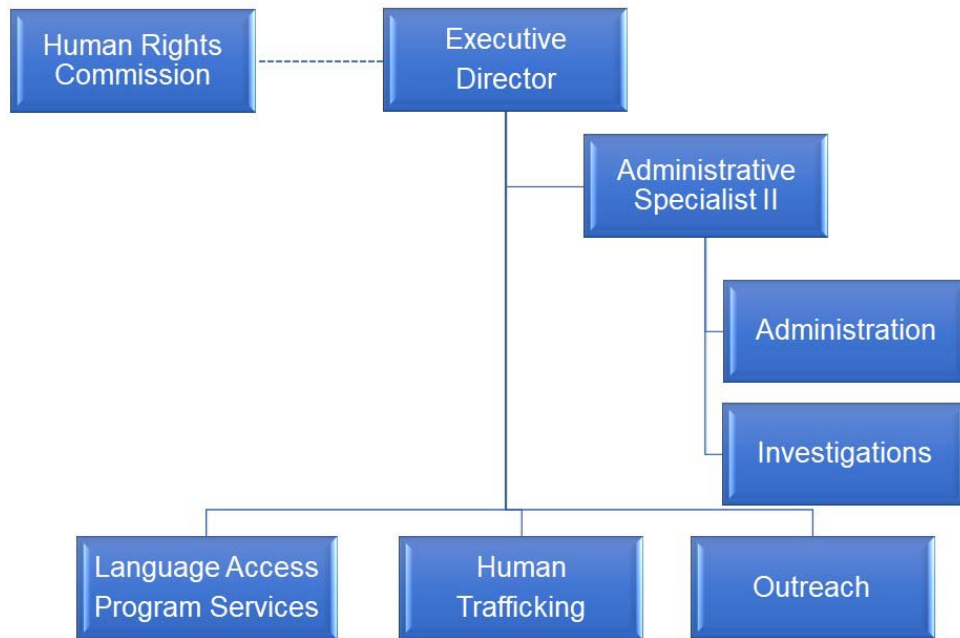 Human Rights
Commission
Executive
Director
Administrative
Specialist II
Administration
Investigations
Language Access
Program Services
Human
Trafficking
Outreach